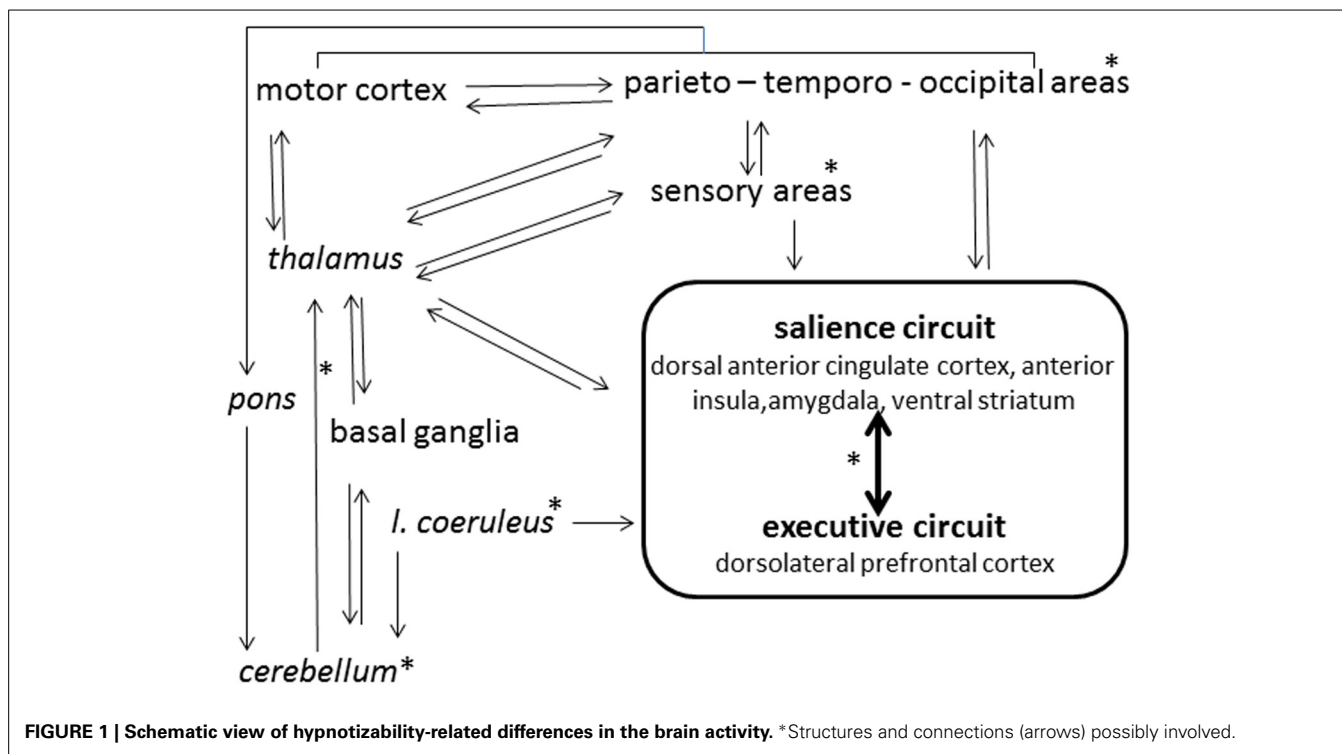 *
motor cortex
parieto – temporo - occipital areas
*
sensory areas
thalamus
salience circuit
dorsal anterior cingulate cortex, anterior
insula,amygdala, ventral striatum
*
pons
basal ganglia
*
l. coeruleus*
executive circuit
dorsolateral prefrontal cortex
cerebellum*
FIGURE 1 | Schematic view of hypnotizability-related differences in the brain activity. *Structures and connections (arrows) possibly involved.